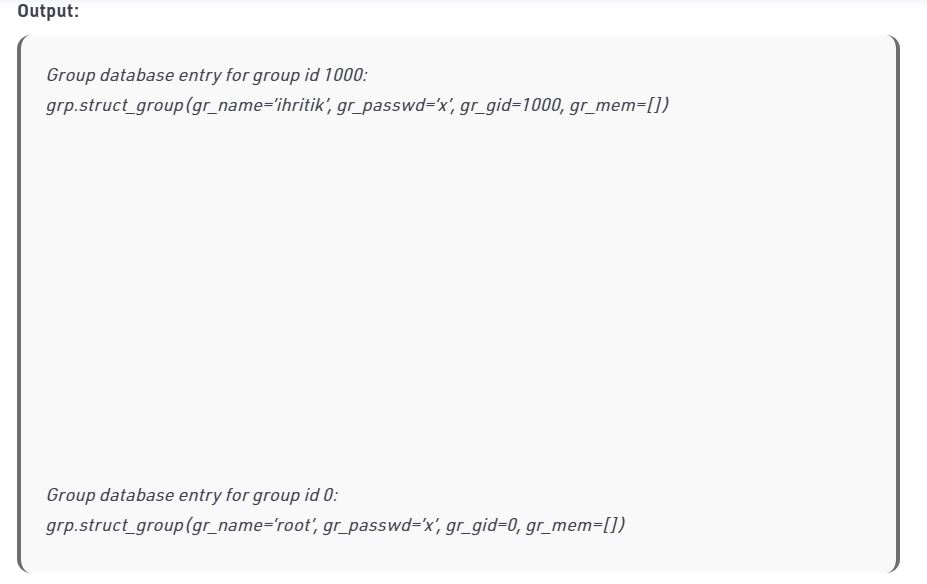 Output:
Group database entry for group id 1000:
grp.struct_group(gr_name=’ihritik’, gr_passwd=’x’, gr_gid=1000, gr_mem=[])
Group database entry for group id 0:
grp.struct_group(gr_name=’root’, gr_passwd=’x’, gr_gid=0, gr_mem=[])